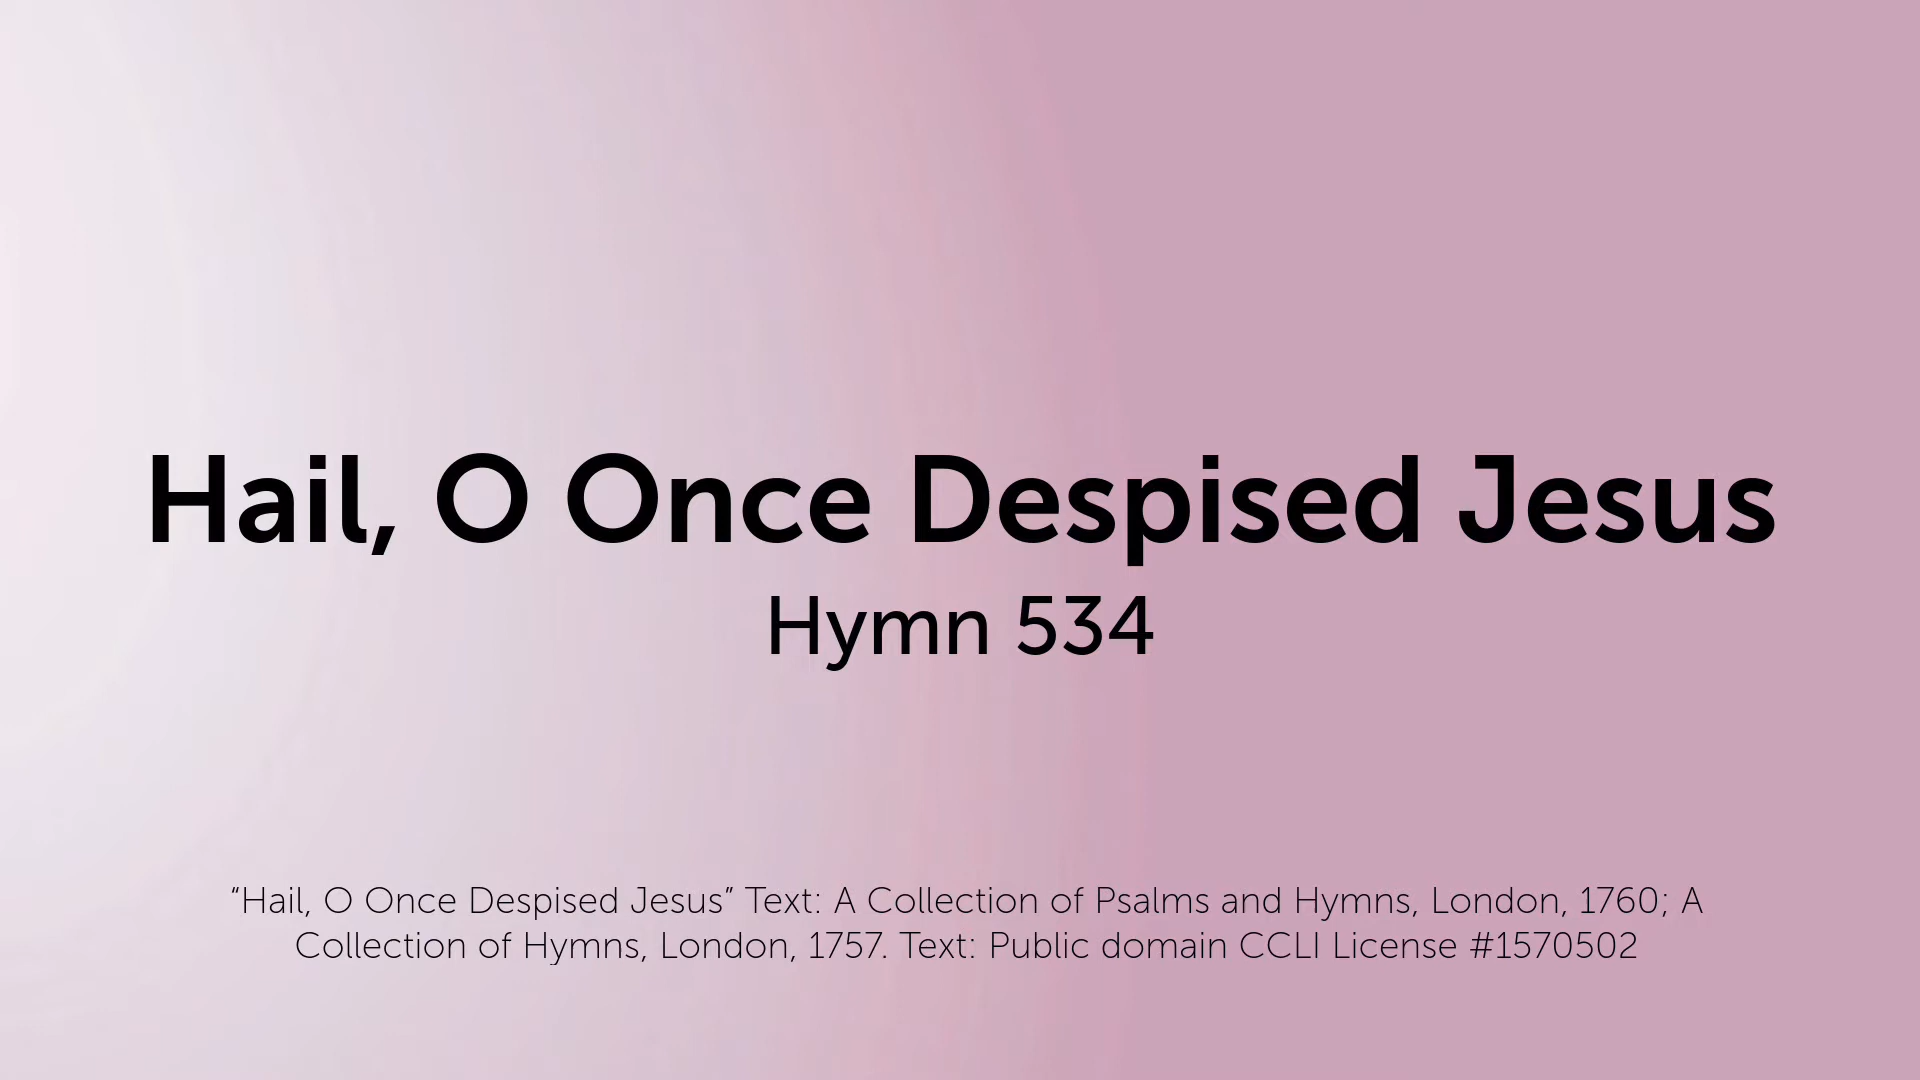 Hail, O Once Despised Jesus
Hymn 534
“Hail, O Once Despised Jesus” Text: A Collection of Psalms and Hymns, London, 1760; A
Collection of Hymns, London, 1757. Text: Public domain CCLI License #1570502